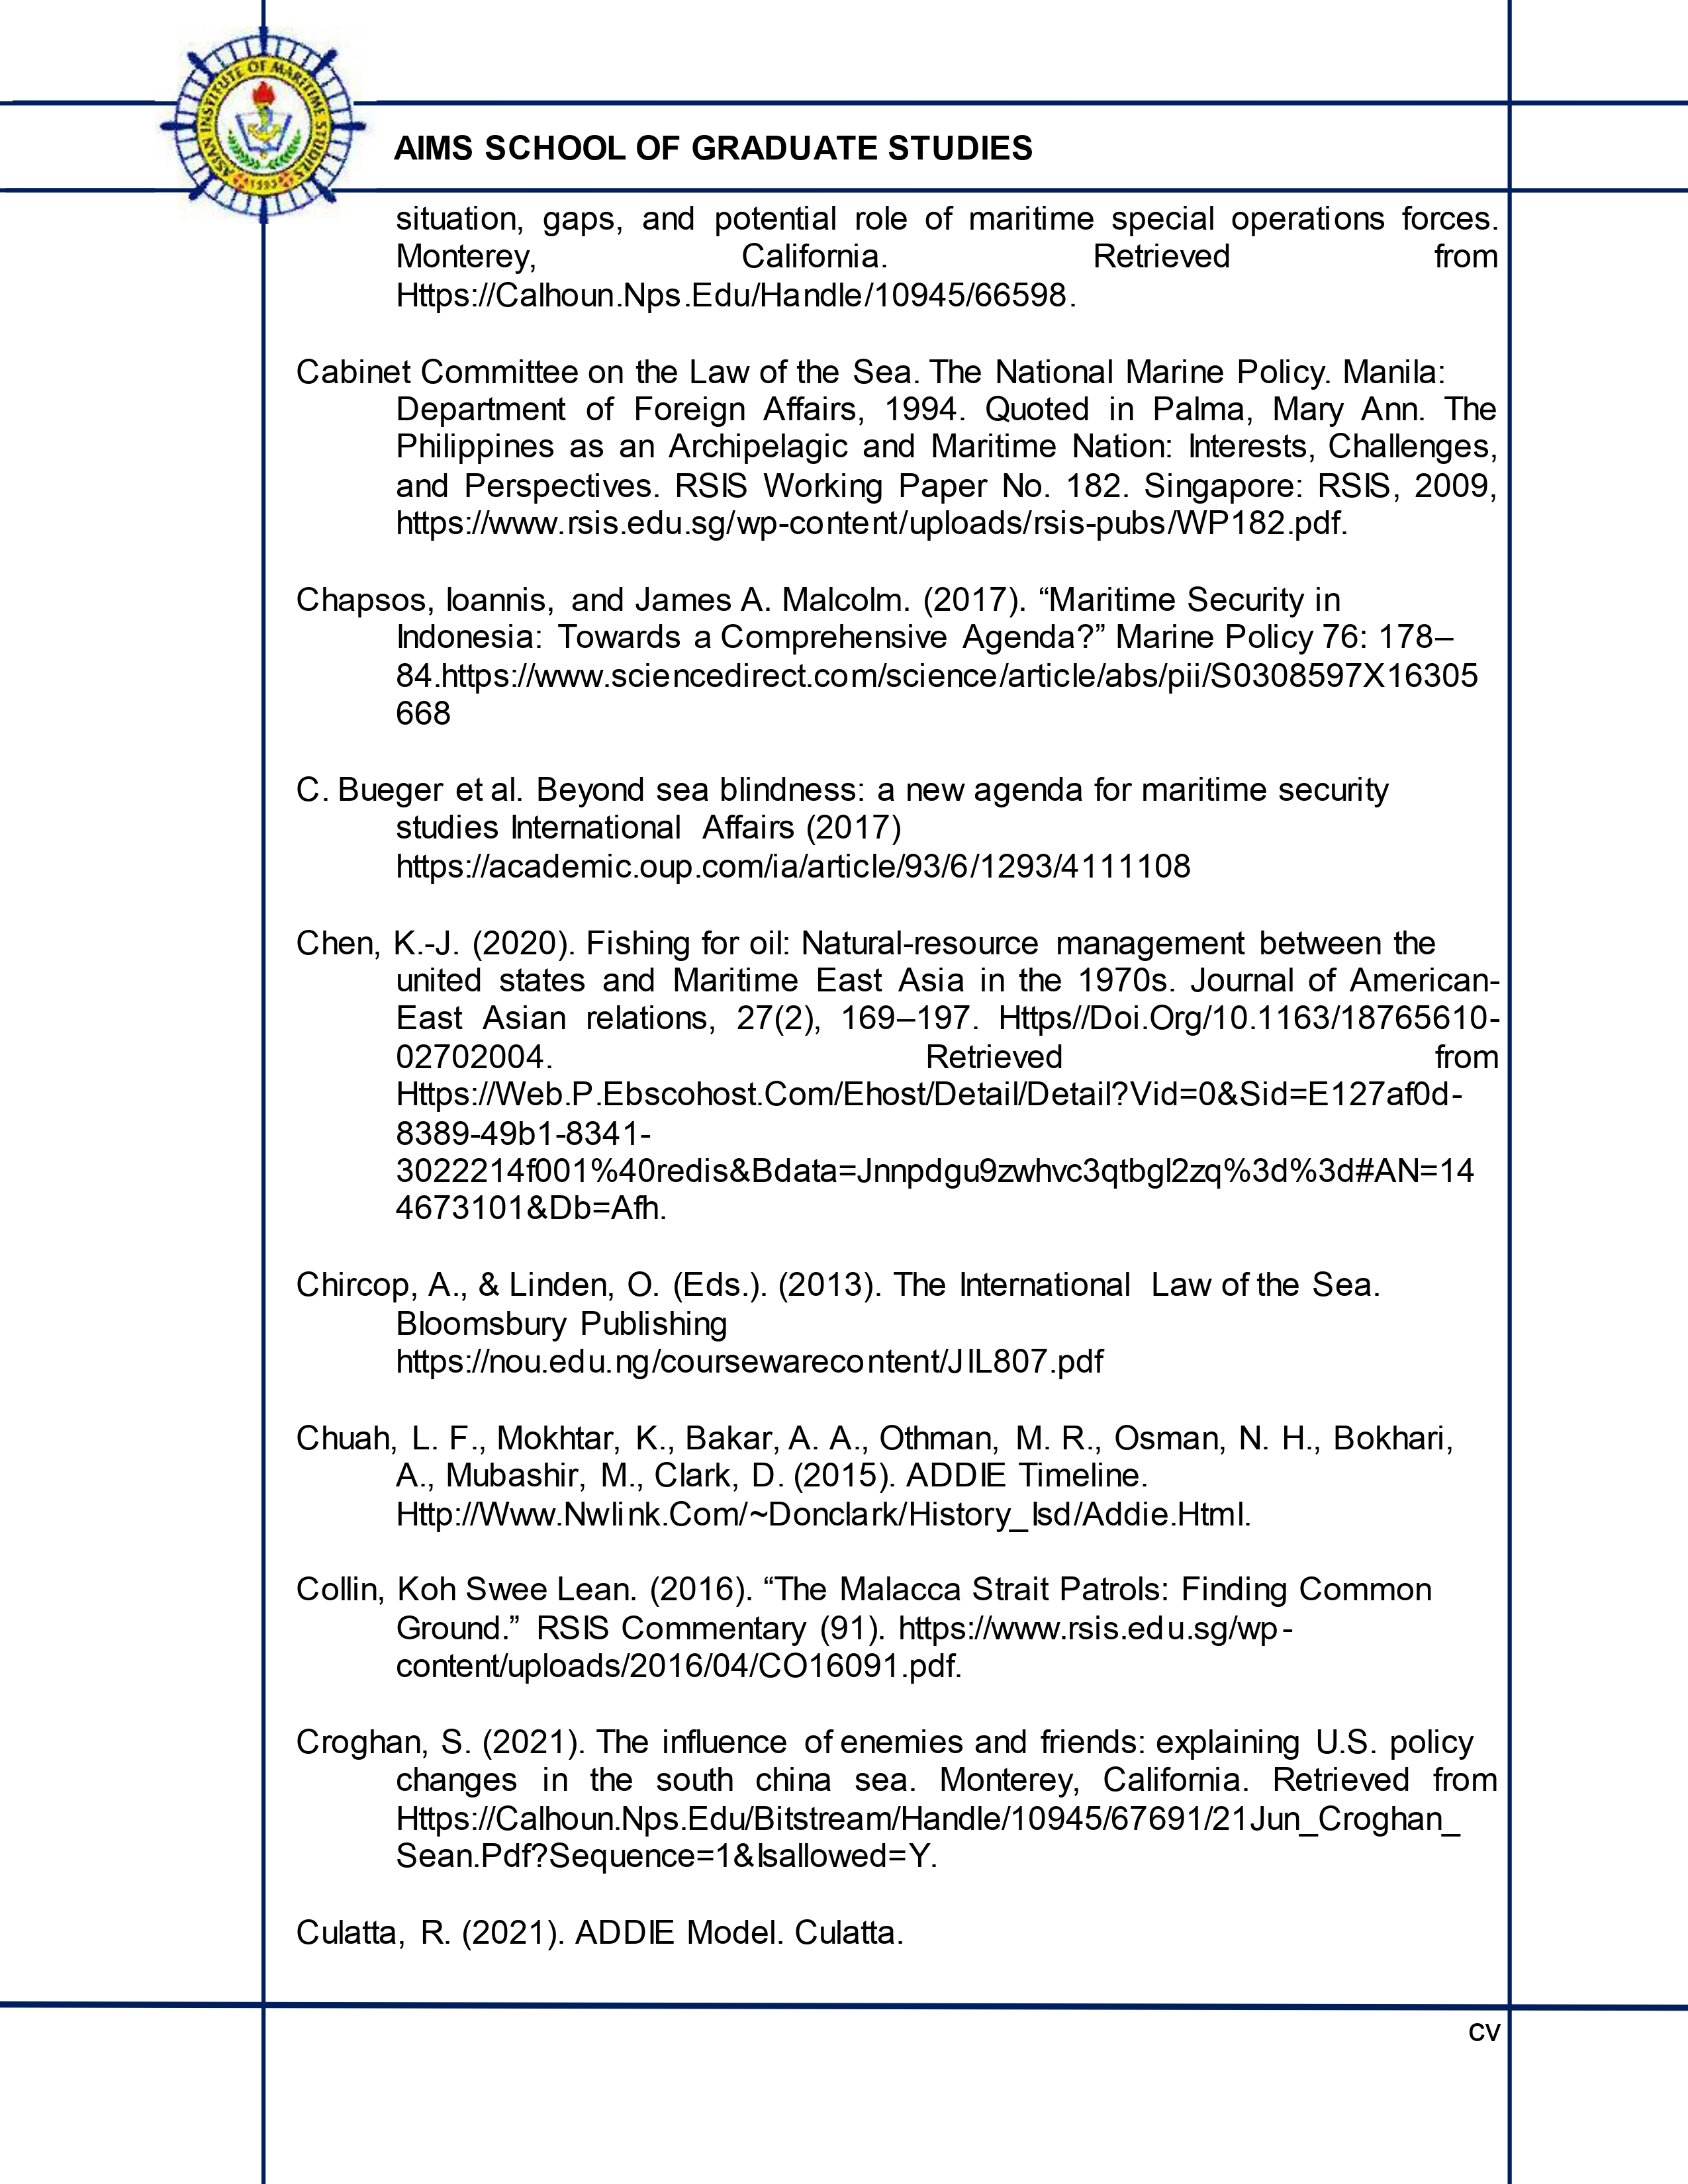 ASIAN INSTITUTE OF MARITIME STUDIES
1993
AIMS SCHOOL OF GRADUATE STUDIES
situation, gaps, and potential role of maritime special operations forces.
Monterey, California. Retrieved from
Https://Calhoun.Nps.Edu/Handle/10945/66598.
Cabinet Committee on the Law of the Sea. The National Marine Policy. Manila:
Department of Foreign Affairs, 1994. Quoted in Palma, Mary Ann. The
Philippines as an Archipelagic and Maritime Nation: Interests, Challenges,
and Perspectives. RSIS Working Paper No. 182. Singapore: RSIS, 2009,
https://www.rsis.edu.sg/wp-content/uploads/rsis-pubs/WP182.pdf.
Chapsos, Ioannis, and James A. Malcolm. (2017). “Maritime Security in
Indonesia: Towards a Comprehensive Agenda?” Marine Policy 76: 178–
84.https://www.sciencedirect.com/science/article/abs/pii/S0308597X16305
668
C. Bueger et al. Beyond sea blindness: a new agenda for maritime security
studies International Affairs (2017)
https://academic.oup.com/ia/article/93/6/1293/4111108
Chen, K.-J. (2020). Fishing for oil: Natural-resource management between the
united states and Maritime East Asia in the 1970s. Journal of American-
East Asian relations, 27(2), 169–197. Https//Doi.Org/10.1163/18765610-
02702004. Retrieved from
Https://Web.P.Ebscohost.Com/Ehost/Detail/Detail?Vid=0&Sid=E127af0d-
8389-49b1-8341-
3022214f001%40redis&Bdata=Jnnpdgu9zwhvc3qtbgl2zq%3d%3d#AN=14
4673101&Db=Afh.
Chircop, A., & Linden, O. (Eds.). (2013). The International Law of the Sea.
Bloomsbury Publishing
https://nou.edu.ng/coursewarecontent/JIL807.pdf
Chuah, L. F., Mokhtar, K., Bakar, A. A., Othman, M. R., Osman, N. H., Bokhari,
A., Mubashir, M., Clark, D. (2015). ADDIE Timeline.
Http://Www.Nwlink.Com/~Donclark/History_Isd/Addie.Html.
Collin, Koh Swee Lean. (2016). “The Malacca Strait Patrols: Finding Common
Ground.” RSIS Commentary (91). https://www.rsis.edu.sg/wp-
content/uploads/2016/04/CO16091.pdf.
Croghan, S. (2021). The influence of enemies and friends: explaining U.S. policy
changes in the south china sea. Monterey, California. Retrieved from
Https://Calhoun.Nps.Edu/Bitstream/Handle/10945/67691/21Jun_Croghan_
Sean.Pdf?Sequence=1&Isallowed=Y.
Culatta, R. (2021). ADDIE Model. Culatta.
cv